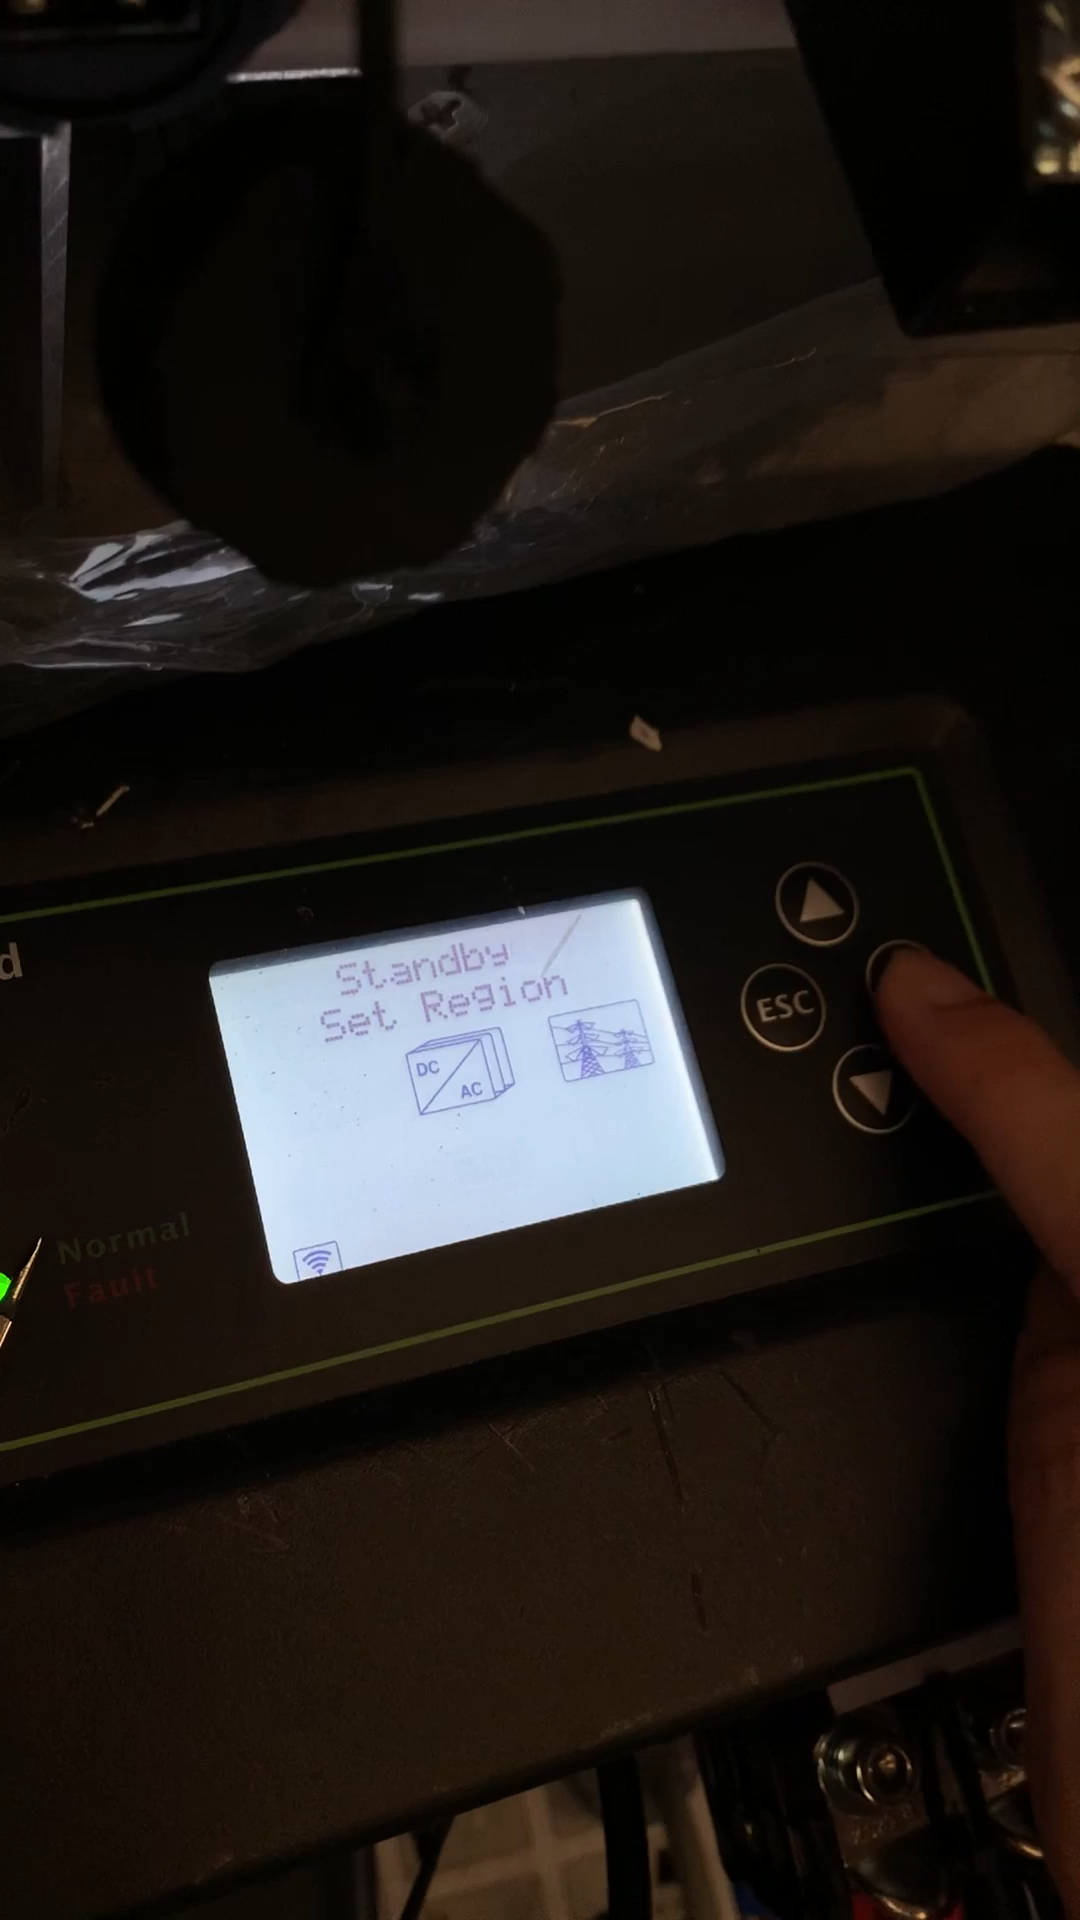 d
Standby
Set Region
DC
AC
ESC
Normal
Fault